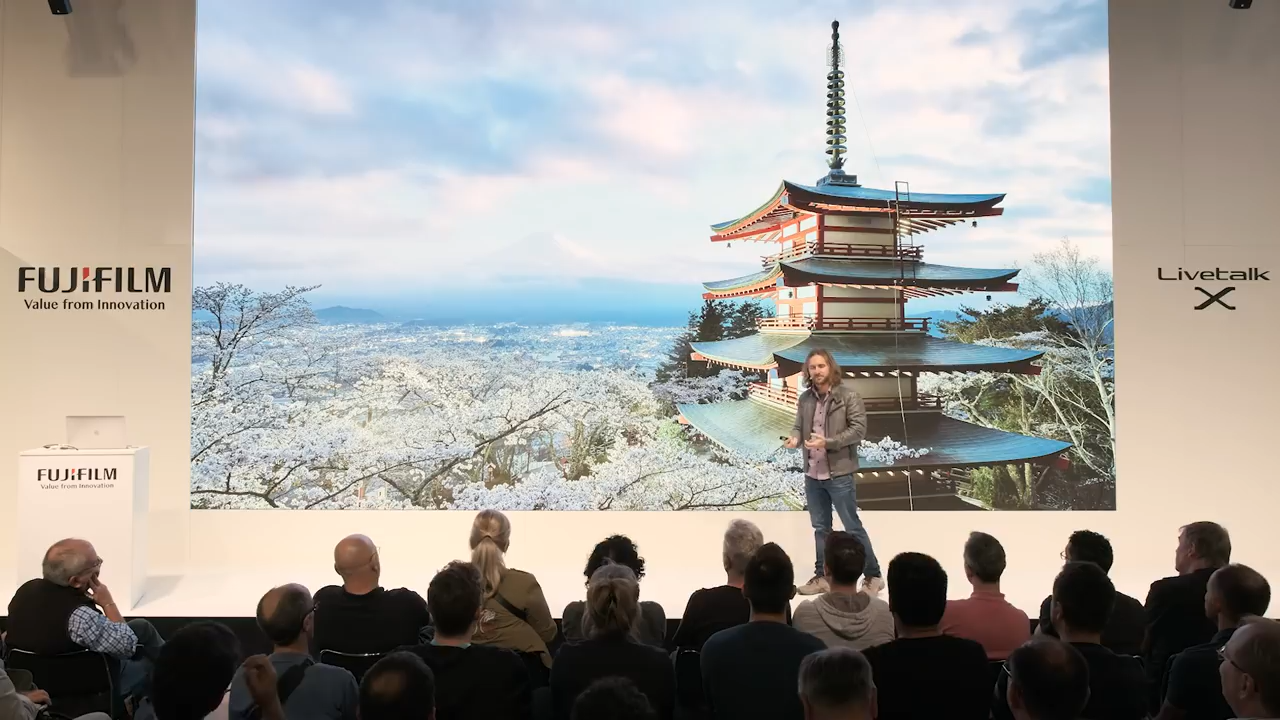 FUJIFILM
Value from Innovation
Livetalk
X
FUJIFILM
Value from Innovation